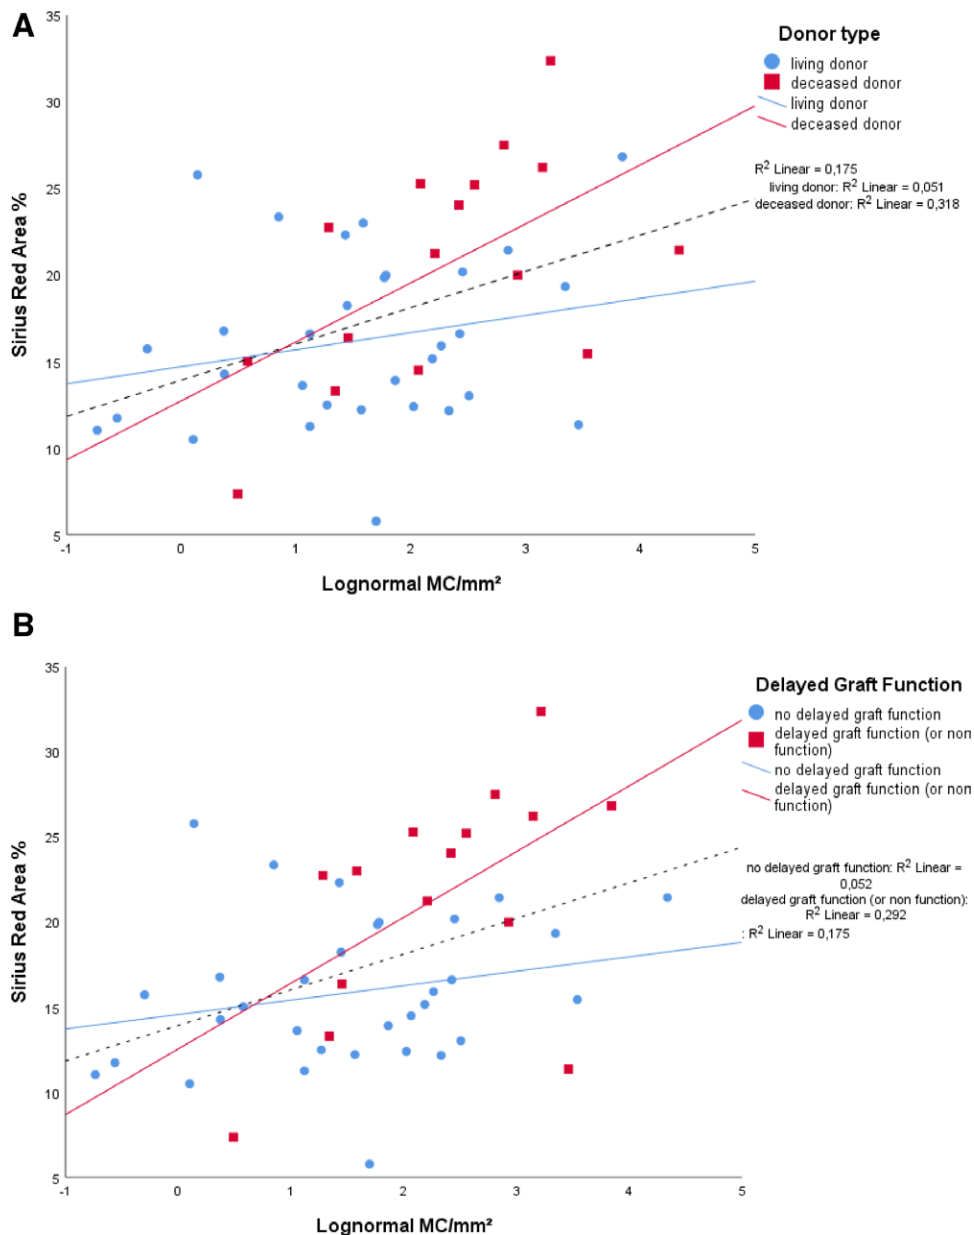 A
35
30
25
20
15
10
5
Sirius Red Area %
-1 0 1 2 3 4 5
Lognormal MC/mm²
Donor type
living donor
deceased donor
living donor
deceased donor
R² Linear = 0,175
living donor: R² Linear = 0,051
deceased donor: R² Linear = 0,318
B
35
30
25
20
15
10
5
Sirius Red Area %
-1 0 1 2 3 4 5
Lognormal MC/mm²
Delayed Graft Function
no delayed graft function
delayed graft function (or non
function)
no delayed graft function
delayed graft function (or non
function)
no delayed graft function: R² Linear =
0,052
delayed graft function (or non function):
R² Linear = 0,292
: R² Linear = 0,175